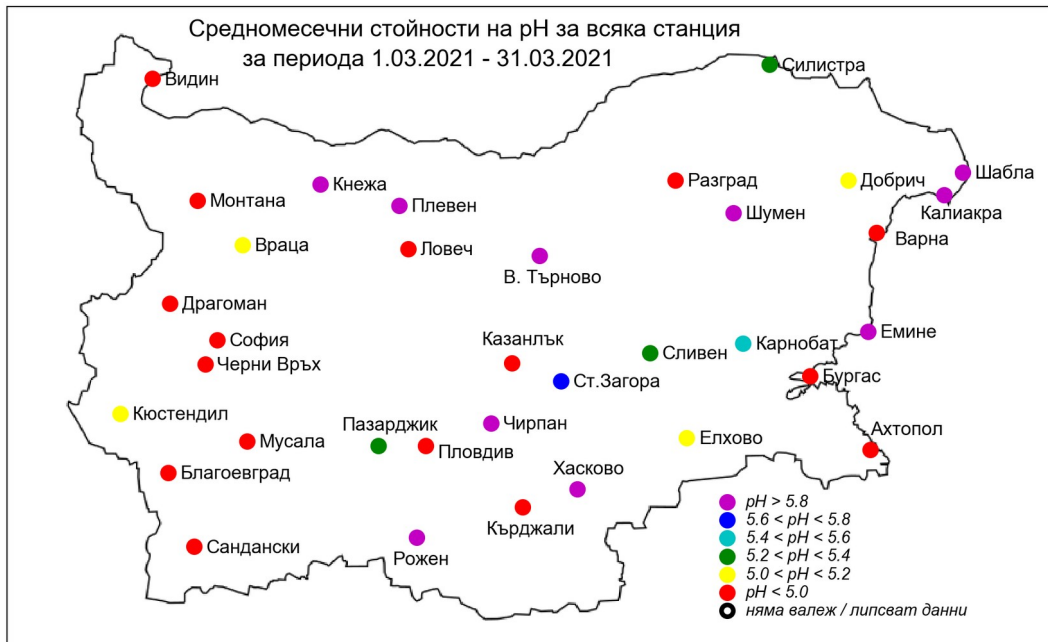 Средномесечни стойности на pH за всяка станция
за периода 1.03.2021 - 31.03.2021
Силистра
Видин
Шабла
Кнежа
Разград
Добрич
Монтана
Плевен
Калиакра
Шумен
Варна
Враца
Ловеч
В. Търново
Драгоман
Емине
София
Казанлък
Карнобат
Сливен
Черни Връх
Бургас
Ст.Загора
Кюстендил
Пазарджик
Чирпан
Ахтопол
Елхово
Мусала
Пловдив
Хасково
Благоевград
Кърджали
Сандански
Рожен
pH > 5.8
5.6 < pH < 5.8
5.4 < pH < 5.6
5.2 < pH < 5.4
5.0 < pH < 5.2
pH < 5.0
няма валеж / липсват данни